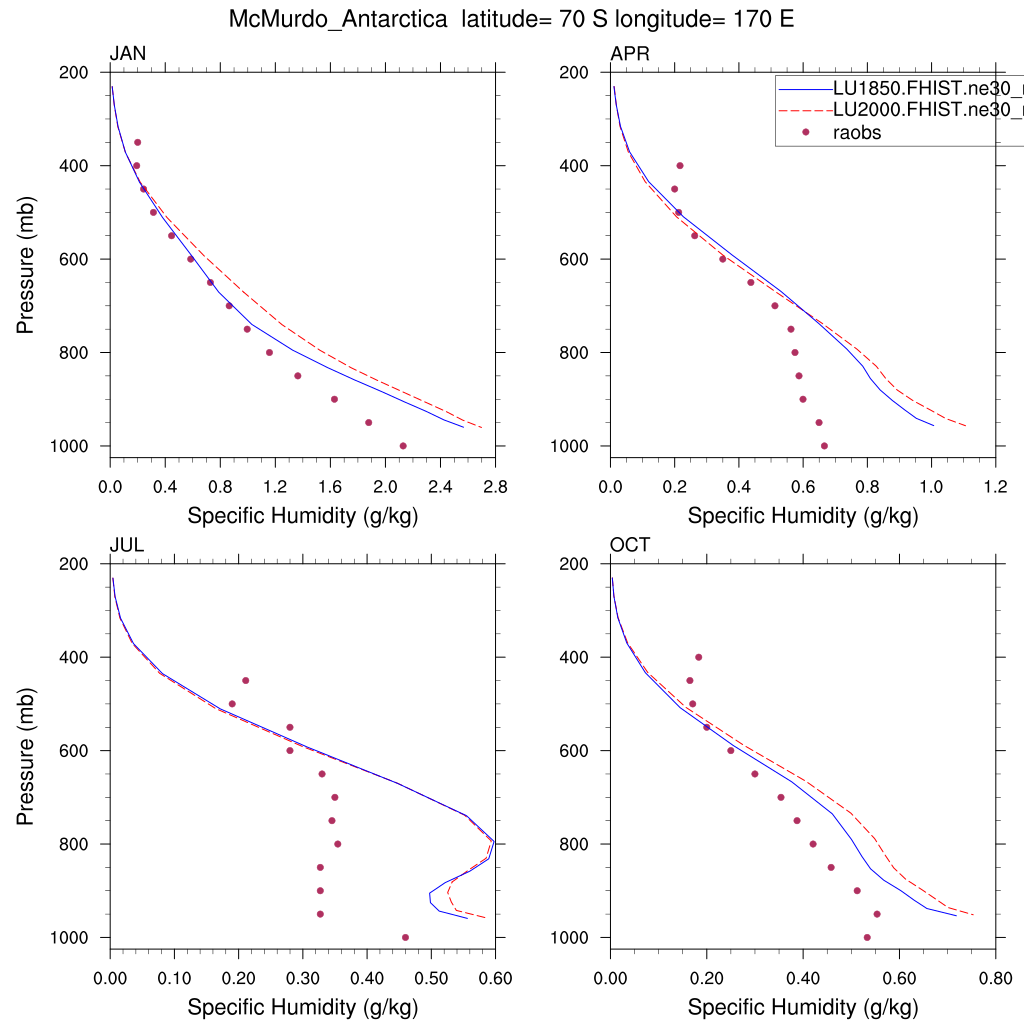 McMurdo_Antarctica latitude= 70 S longitude= 170 E
JAN
200
400
600
800
1000
Pressure (mb)
0.0 0.4 0.8 1.2 1.6 2.0 2.4 2.8
Specific Humidity (g/kg)
APR
LU1850.FHIST.ne30_
LU2000.FHIST.ne30_
raobs
200
400
600
800
1000
0.0 0.2 0.4 0.6 0.8 1.0 1.2
Specific Humidity (g/kg)
JUL
200
400
600
800
1000
Pressure (mb)
0.00 0.10 0.20 0.30 0.40 0.50 0.60
Specific Humidity (g/kg)
OCT
200
400
600
800
1000
0.00 0.20 0.40 0.60 0.80
Specific Humidity (g/kg)